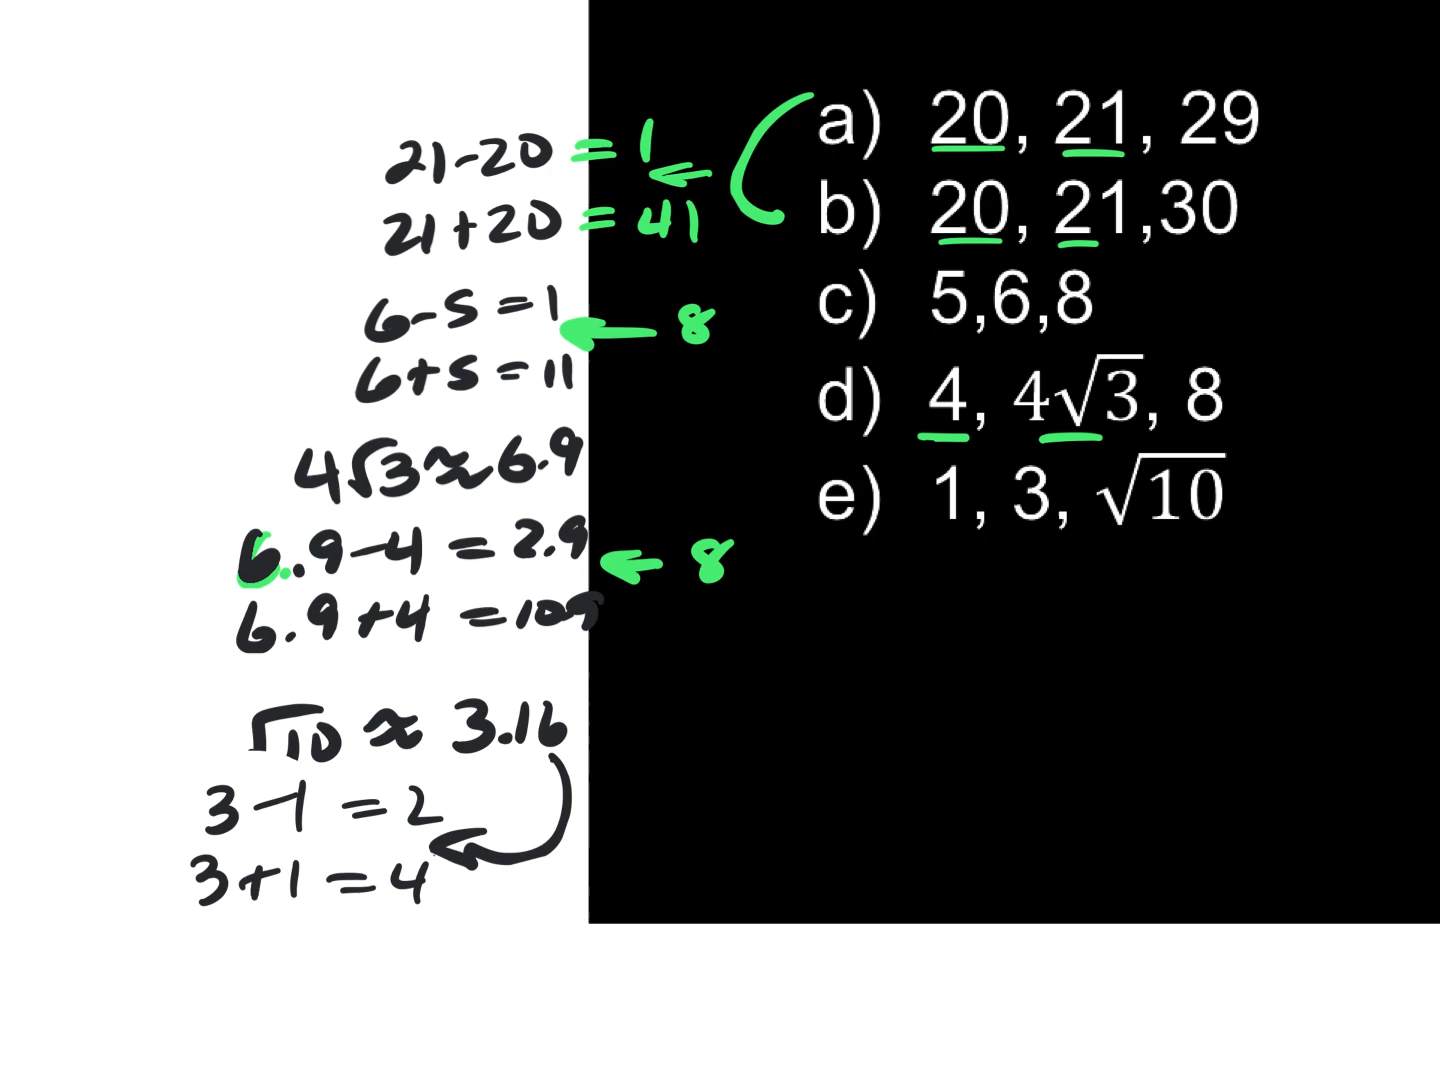 21-20 = 1
21+20 = 41
6-5 = 1 ← 8
6+5 = 11
4√3 ≈ 6.9
6..9-4 = 2.9 ← 8
6.9+4 = 109
√10 ≈ 3.16
3-1 = 2
3+1 = 4
a) 20, 21, 29
b) 20, 21,30
c) 5,6,8
d) 4, 4√3, 8
e) 1, 3, √10